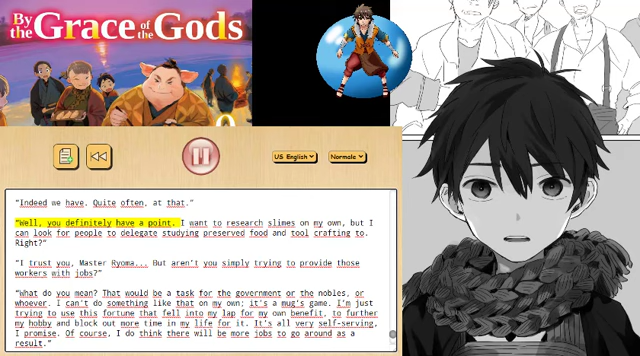 By the Grace of the Gods
US English
Normale
"Indeed we have. Quite often, at that."
"Well, you definitely have a point. I want to research slimes on my own, but I
can look for people to delegate studying preserved food and tool crafting to.
Right?"
"I trust you, Master Ryoma... But aren't you simply trying to provide those
workers with jobs?"
"What do you mean? That would be a task for the government or the nobles, or
whoever. I can't do something like that on my own; it's a mug's game. I'm just
trying to use this fortune that fell into my lap for my own benefit, to further
my hobby and block out more time in my life for it. It's all very self-serving,
I promise. Of course, I do think there will be more jobs to go around as a
result."